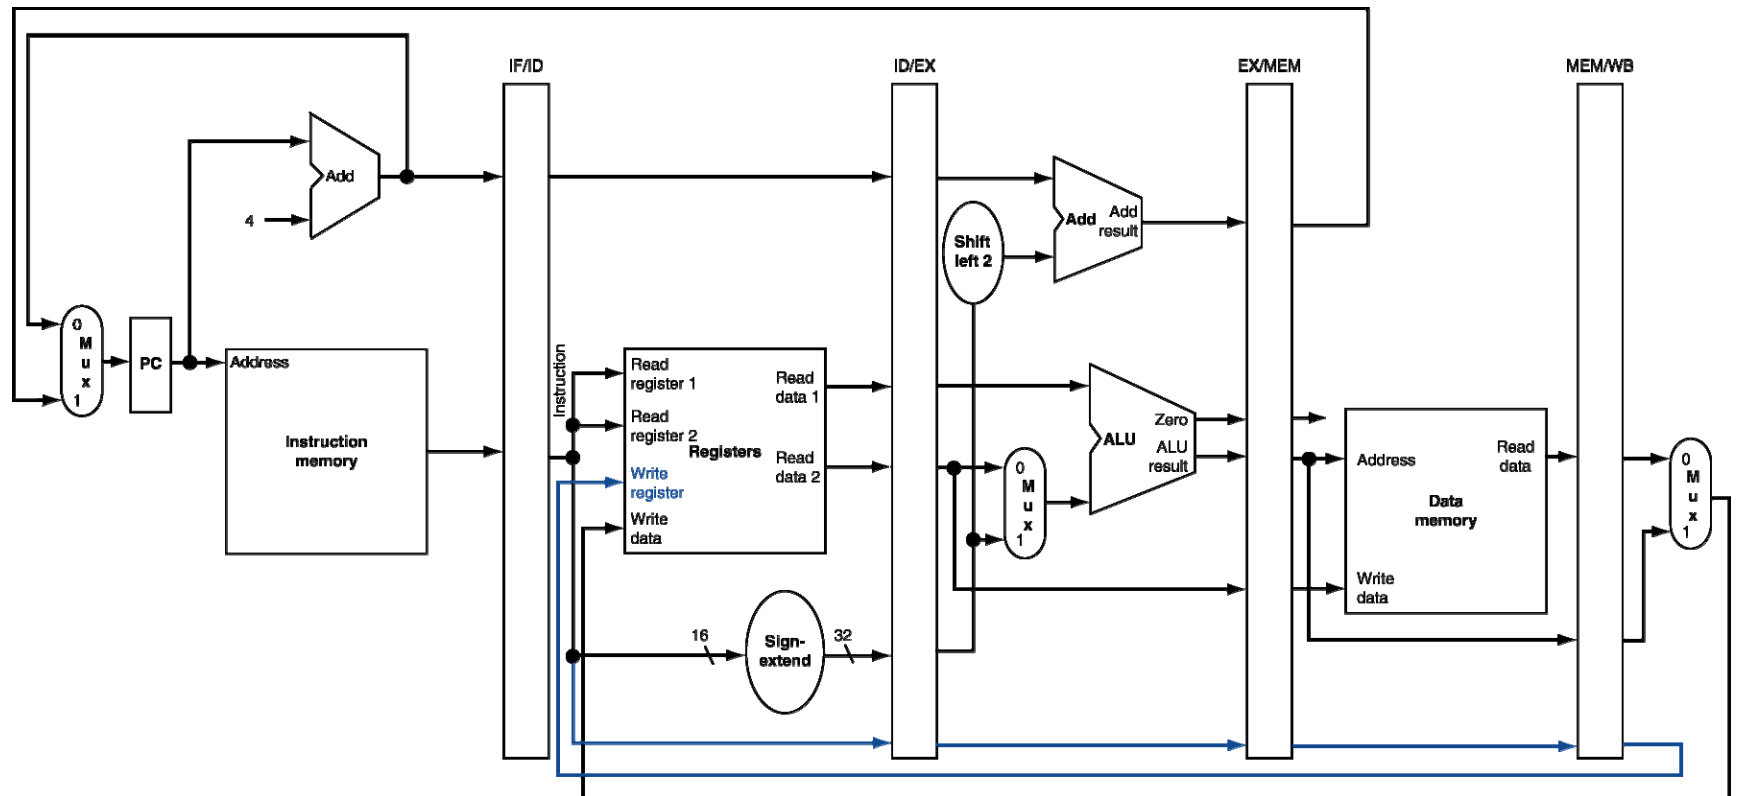 IF/ID
ID/EX
EX/MEM
MEM/WB
Add
4
Add
Add
result
Shift
left 2
0
M
u
x
1
PC
Address
Instruction
memory
Instruction
Read
register 1
Read
register 2
Write
register
Write
data
Registers
Read
data 1
Read
data 2
16
Sign-
extend
32
0
M
u
x
1
ALU
Zero
ALU
result
Address
Read
data
Data
memory
Write
data
0
M
u
x
1